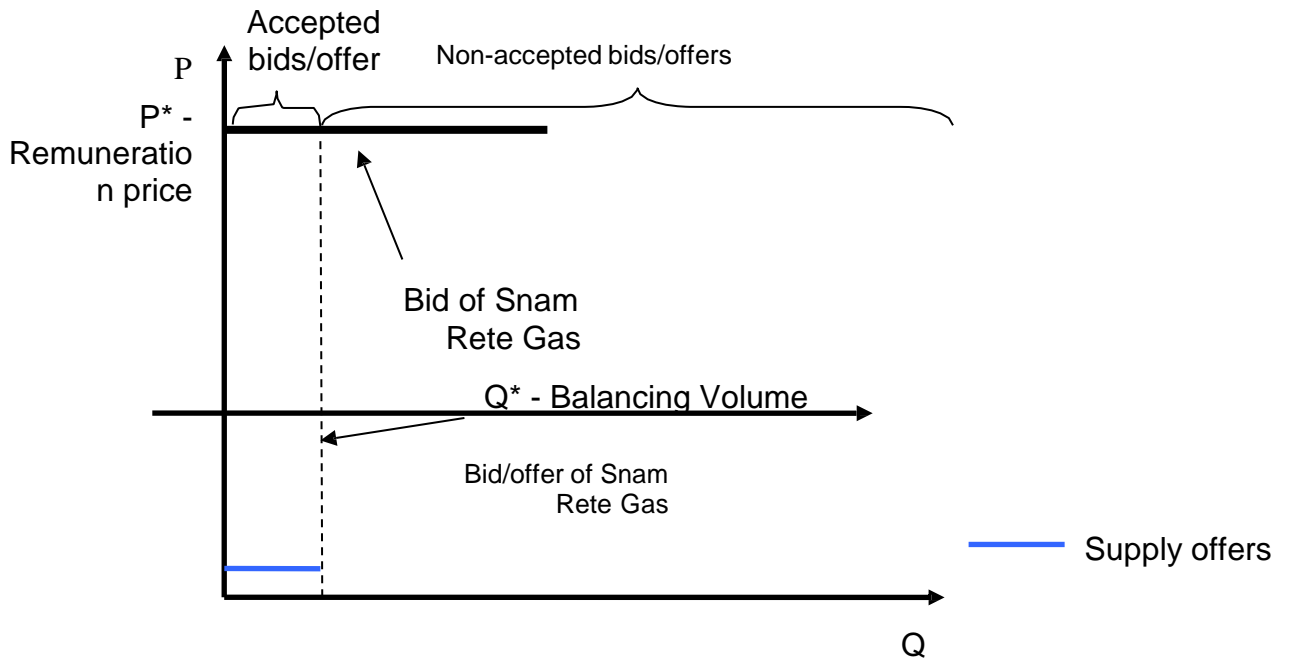 Accepted
bids/offer
Non-accepted bids/offers
P
P* -
Remuneratio
n price
Bid of Snam
Rete Gas
Q* - Balancing Volume
Bid/offer of Snam
Rete Gas
Supply offers
Q